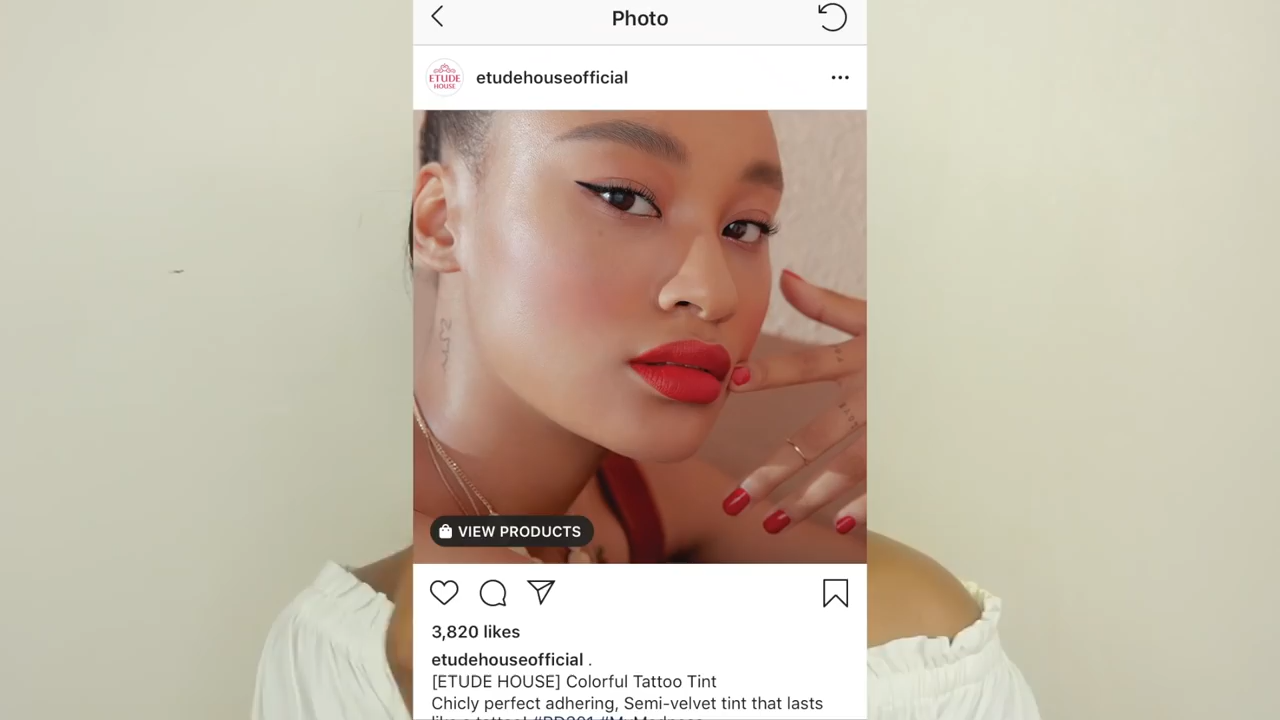 Photo
ETUDE
HOUSE
etudehouseofficial
VIEW PRODUCTS
3,820 likes
etudehouseofficial .
[ETUDE HOUSE] Colorful Tattoo Tint
Chicly perfect adhering, Semi-velvet tint that lasts